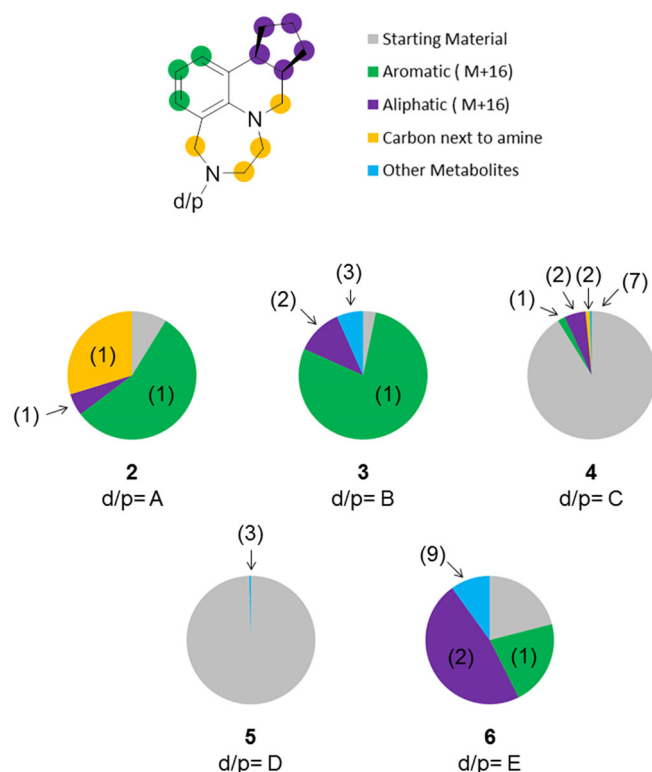 Starting Material
Aromatic ( M+16)
Aliphatic ( M+16)
Carbon next to amine
Other Metabolites
N
N
d/p
(1)
(1)
(1)
2
d/p= A
(3)
(2)
(1)
3
d/p= B
(2) (2)
(1) (7)
4
d/p= C
(3)
5
d/p= D
(9)
(2) (1)
6
d/p= E